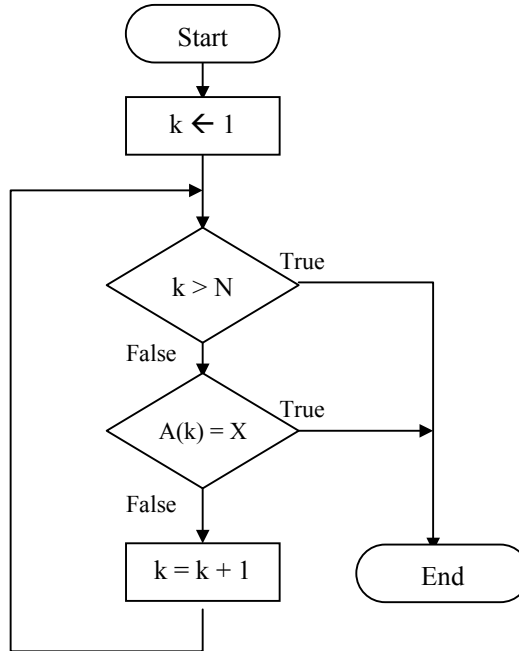 Start
k ← 1
k > N
True
False
A(k) = X
True
False
k = k + 1
End